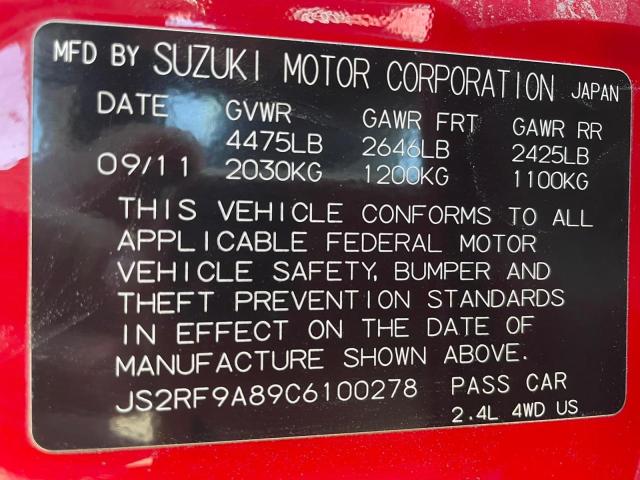 MFD BY SUZUKI MOTOR CORPORATION JAPAN
DATE GVWR GAWR FRT GAWR RR
4475LB 2646LB 2425LB
09/11 2030KG 1200KG 1100KG
THIS VEHICLE CONFORMS TO ALL
APPLICABLE FEDERAL MOTOR
VEHICLE SAFETY, BUMPER AND
THEFT PREVENTION STANDARDS
IN EFFECT ON THE DATE OF
MANUFACTURE SHOWN ABOVE.
JS2RF9A89C6100278 PASS CAR
2.4L 4WD US